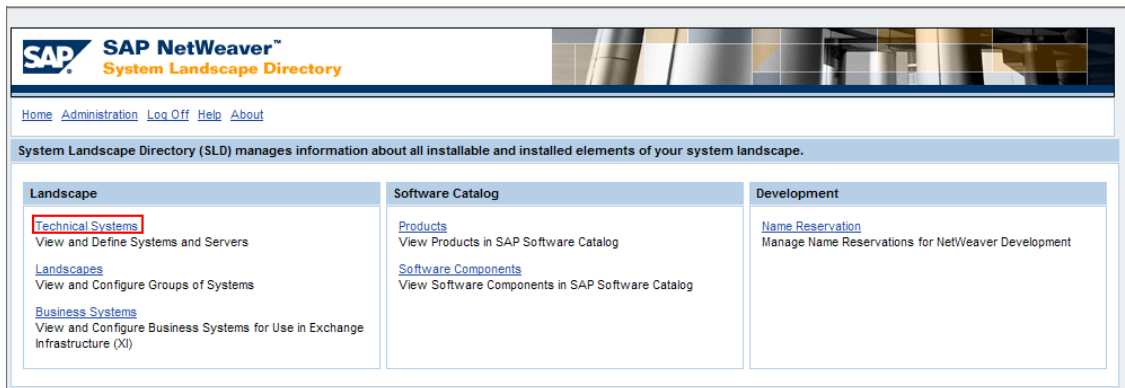 SAP
SAP NetWeaver™
System Landscape Directory
Home Administration Log Off Help About
System Landscape Directory (SLD) manages information about all installable and installed elements of your system landscape.
Landscape
Technical Systems
View and Define Systems and Servers
Landscapes
View and Configure Groups of Systems
Business Systems
View and Configure Business Systems for Use in Exchange
Infrastructure (XI)
Software Catalog
Products
View Products in SAP Software Catalog
Software Components
View Software Components in SAP Software Catalog
Development
Name Reservation
Manage Name Reservations for NetWeaver Development